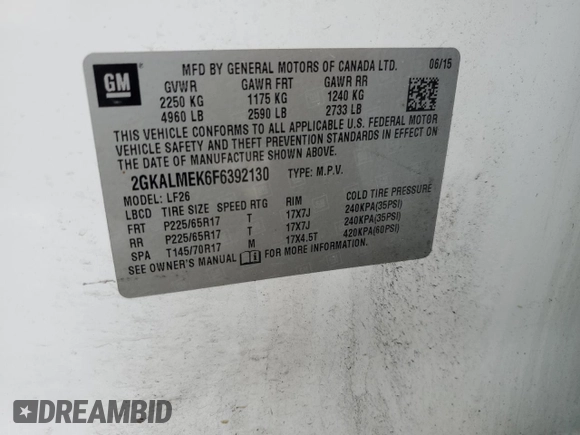 GM
MFD BY GENERAL MOTORS OF CANADA LTD. 06/15
GVWR GAWR FRT GAWR RR
2250 KG 1175 KG 1240 KG
4960 LB 2590 LB 2733 LB
THIS VEHICLE CONFORMS TO ALL APPLICABLE U.S. FEDERAL MOTOR
VEHICLE SAFETY AND THEFT PREVENTION STANDARDS IN EFFECT ON
THE DATE OF MANUFACTURE SHOWN ABOVE.
2GKALMEK6F6392130 TYPE: M.P.V.
MODEL: LF26
LBCD TIRE SIZE SPEED RTG RIM COLD TIRE PRESSURE
FRT P225/65R17 T 17X7J 240KPA(35PSI)
RR P225/65R17 T 17X7J 240KPA(35PSI)
SPA T145/70R17 M 17X4.5T 420KPA(60PSI)
SEE OWNER'S MANUAL FOR MORE INFORMATION.
DREAMBID